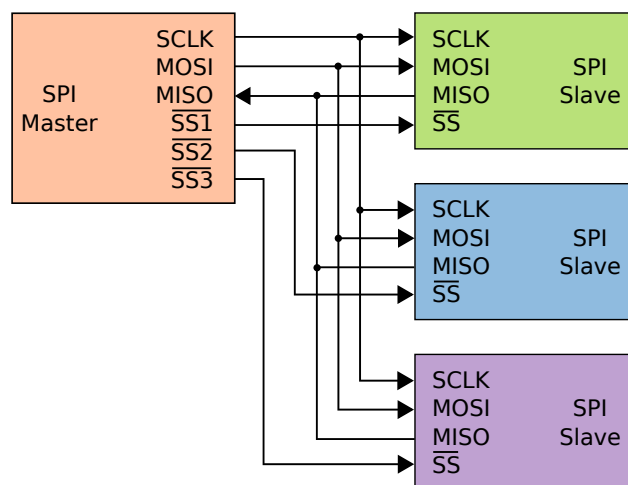 SCLK
MOSI
MISO
SS1
SS2
SS3
SPI
Master
SCLK
MOSI
MISO
SS
SPI
Slave
SCLK
MOSI
MISO
SS
SPI
Slave
SCLK
MOSI
MISO
SS
SPI
Slave